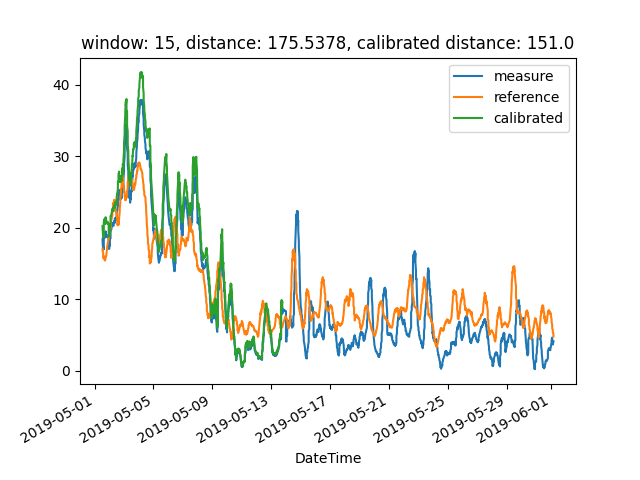 window: 15, distance: 175.5378, calibrated distance: 151.0
measure
reference
calibrated
40
30
20
10
0
2019-05-01
2019-05-05
2019-05-09
2019-05-13
2019-05-17
2019-05-21
2019-05-25
2019-05-29
2019-06-01
DateTime